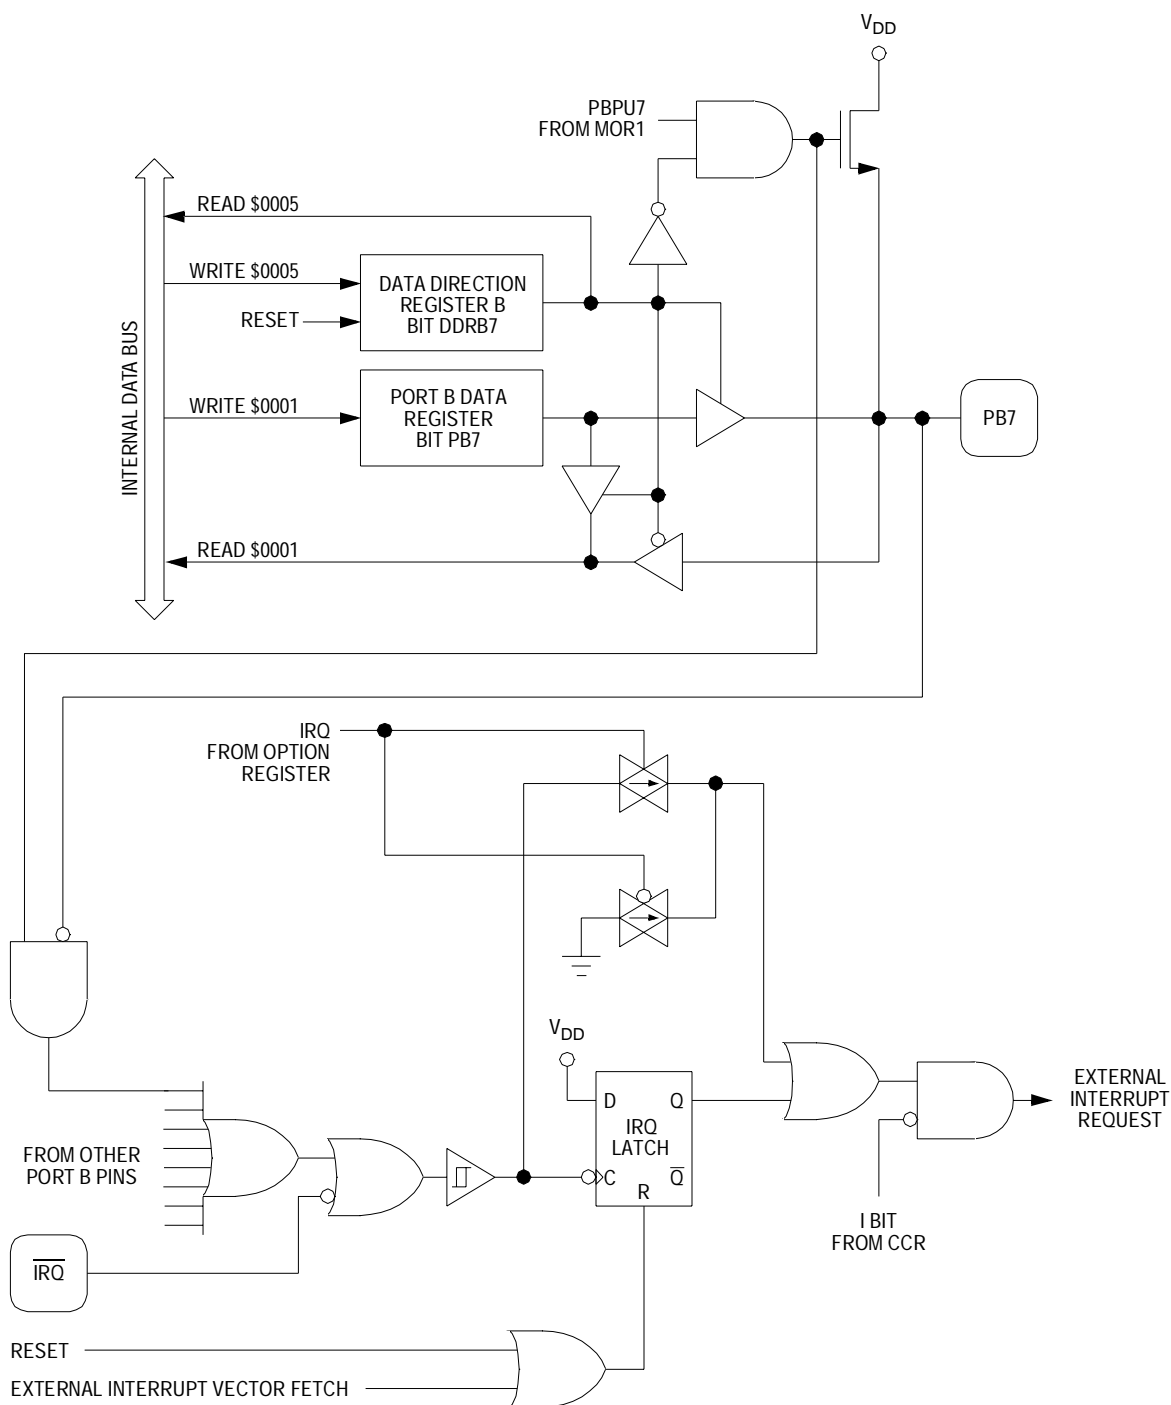 VDD
PBPU7
FROM MOR1
READ $0005
WRITE $0005
DATA DIRECTION
REGISTER B
BIT DDRB7
RESET
INTERNAL DATA BUS
WRITE $0001
PORT B DATA
REGISTER
BIT PB7
PB7
READ $0001
IRQ
FROM OPTION
REGISTER
VDD
D Q
IRQ
LATCH
C Q
R
EXTERNAL
INTERRUPT
REQUEST
FROM OTHER
PORT B PINS
I BIT
FROM CCR
IRQ
RESET
EXTERNAL INTERRUPT VECTOR FETCH